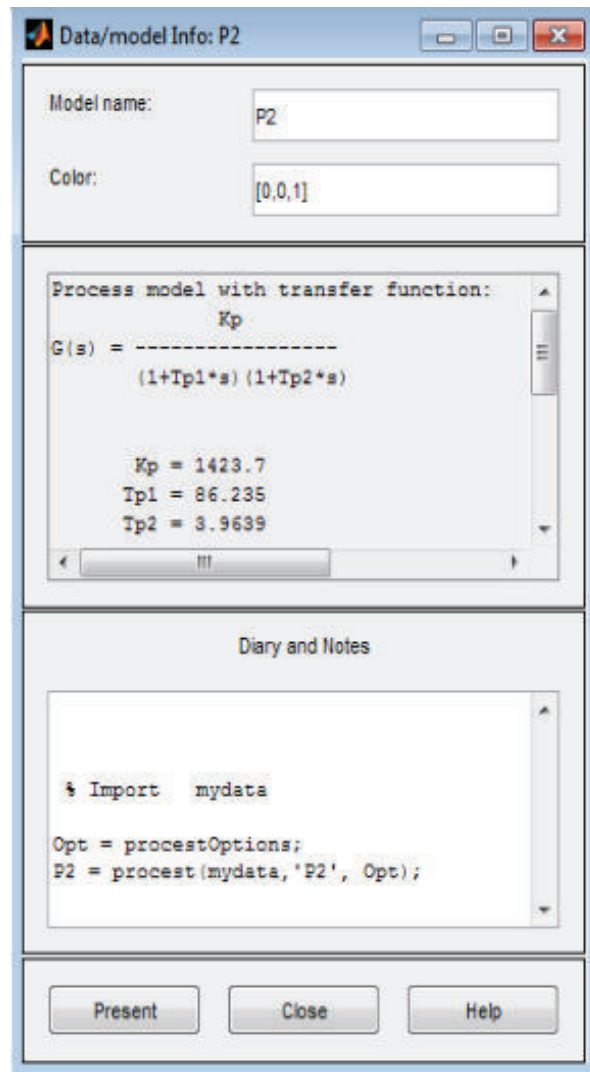 Data/model Info: P2
Model name:
P2
Color:
[0,0,1]
Process model with transfer function:
Kp
G(s) = -----------------
(1+Tp1*s)(1+Tp2*s)
Kp = 1423.7
Tp1 = 86.235
Tp2 = 3.9639
Diary and Notes
% Import mydata
Opt = procestOptions;
P2 = procest(mydata,'P2', Opt);
Present
Close
Help